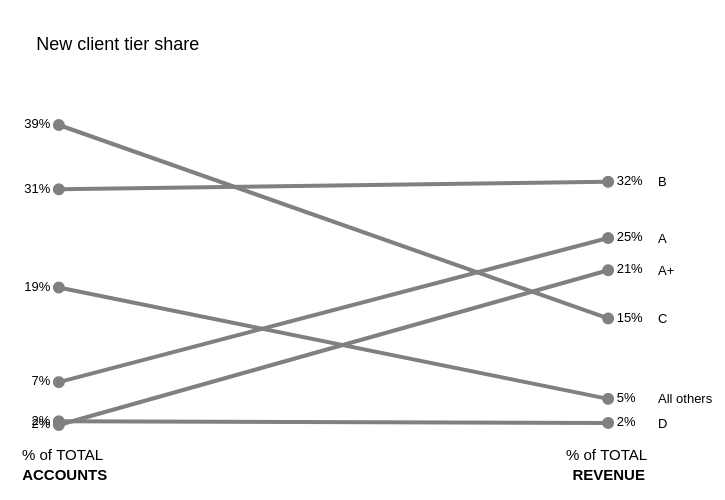 New client tier share
39%
32% B
31%
25% A
21% A+
19%
15% C
7%
5% All others
2% D
2%
% of TOTAL % of TOTAL
ACCOUNTS REVENUE